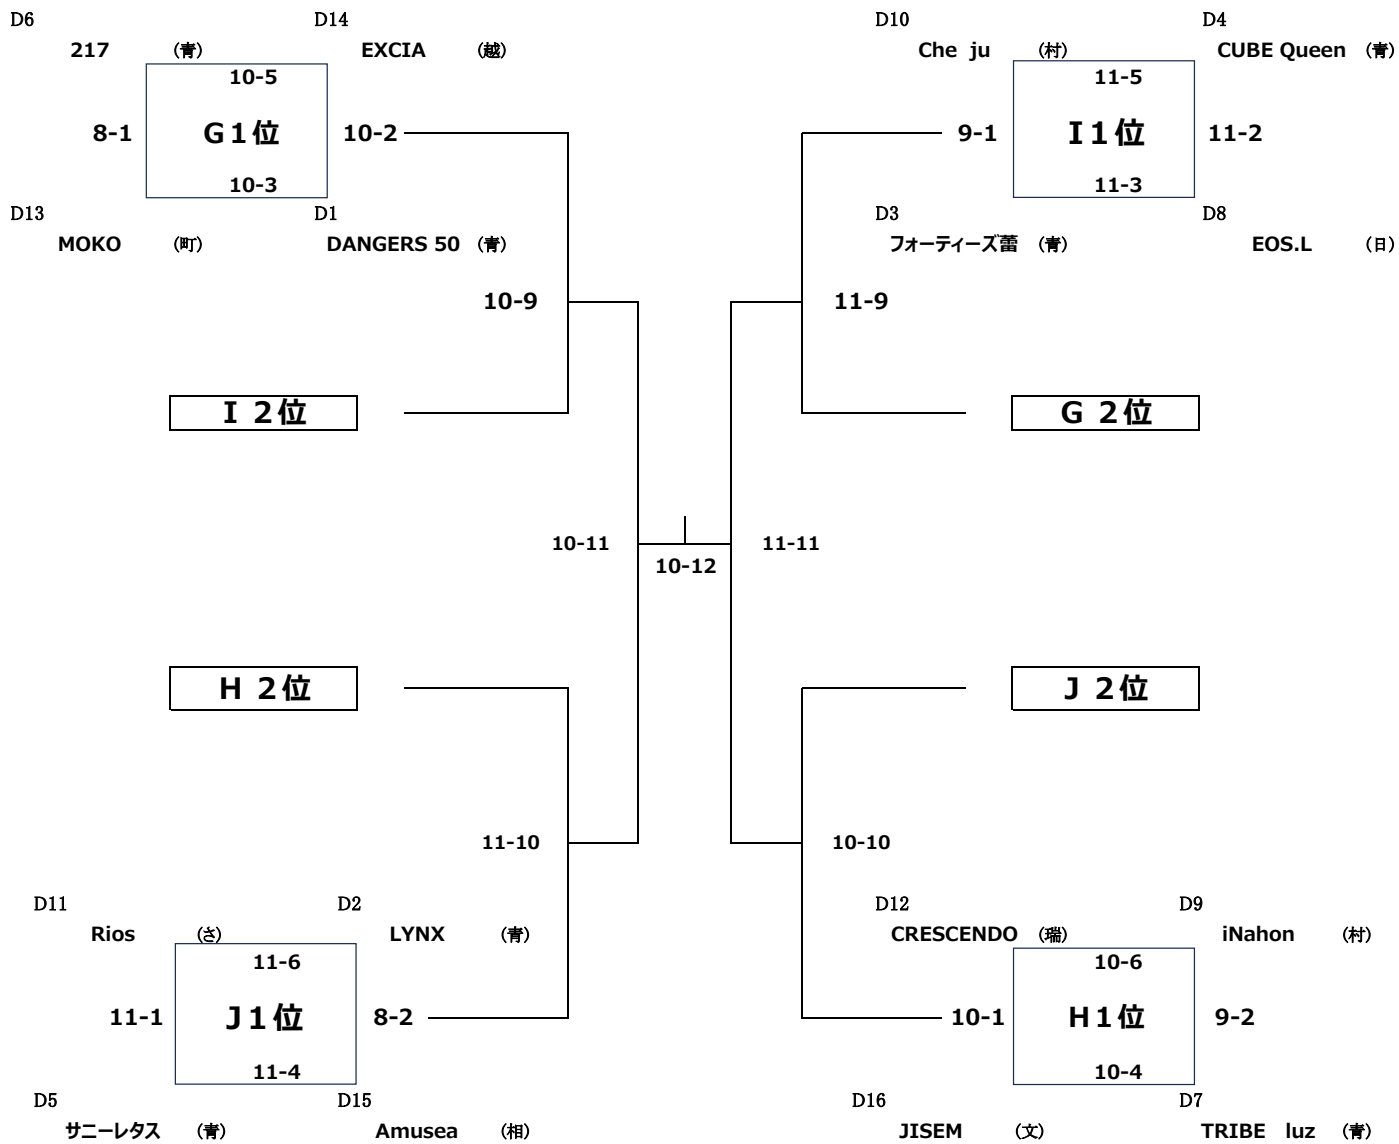 D6 D14 D10 D4
217 (青) EXCIA (越) Che ju (村) CUBE Queen (青)
10-5 11-5
8-1 G1位 10-2 9-1 I1位 11-2
10-3 11-3
D13 D1 D3 D8
MOKO (町) DANGERS 50 (青) フォーティーズ蕾 (青) EOS.L (日)
10-9 11-9
I 2位 G 2位
10-11 10-12 11-11
H 2位 J 2位
11-10 10-10
D11 D2 D12 D9
Rios (さ) LYNX (青) CRESCENDO (瑞) iNahon (村)
11-6 10-6
11-1 J1位 8-2 10-1 H1位 9-2
11-4 10-4
D5 D15 D16 D7
サニーレタス (青) Amusea (相) JISEM (文) TRIBE luz (青)